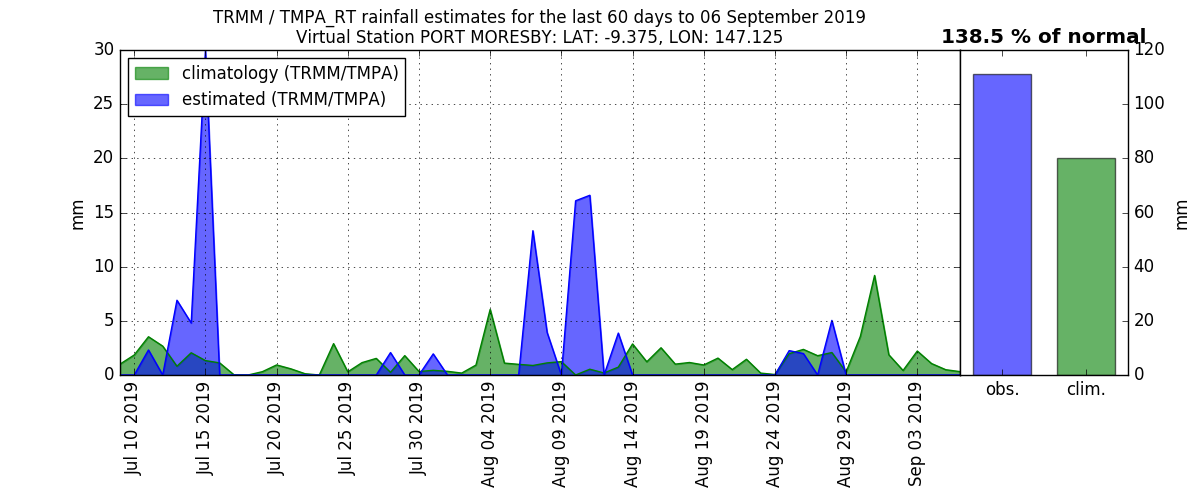 TRMM / TMPA_RT rainfall estimates for the last 60 days to 06 September 2019
Virtual Station PORT MORESBY: LAT: -9.375, LON: 147.125
138.5 % of normal
climatology (TRMM/TMPA)
estimated (TRMM/TMPA)
30
25
20
15
10
5
0
mm
Jul 10 2019
Jul 15 2019
Jul 20 2019
Jul 25 2019
Jul 30 2019
Aug 04 2019
Aug 09 2019
Aug 14 2019
Aug 19 2019
Aug 24 2019
Aug 29 2019
Sep 03 2019
120
100
80
60
40
20
0
mm
obs.
clim.